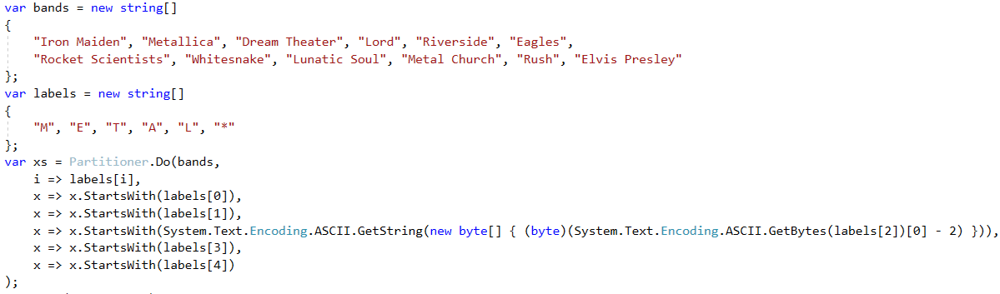 var bands = new string[]
{
    "Iron Maiden", "Metallica", "Dream Theater", "Lord", "Riverside", "Eagles",
    "Rocket Scientists", "Whitesnake", "Lunatic Soul", "Metal Church", "Rush", "Elvis Presley"
};
var labels = new string[]
{
    "M", "E", "T", "A", "L", "*"
};
var xs = Partitioner.Do(bands,
    i => labels[i],
    x => x.StartsWith(labels[0]),
    x => x.StartsWith(labels[1]),
    x => x.StartsWith(System.Text.Encoding.ASCII.GetString(new byte[] { (byte)(System.Text.Encoding.ASCII.GetBytes(labels[2])[0] - 2) })),
    x => x.StartsWith(labels[3]),
    x => x.StartsWith(labels[4])
);